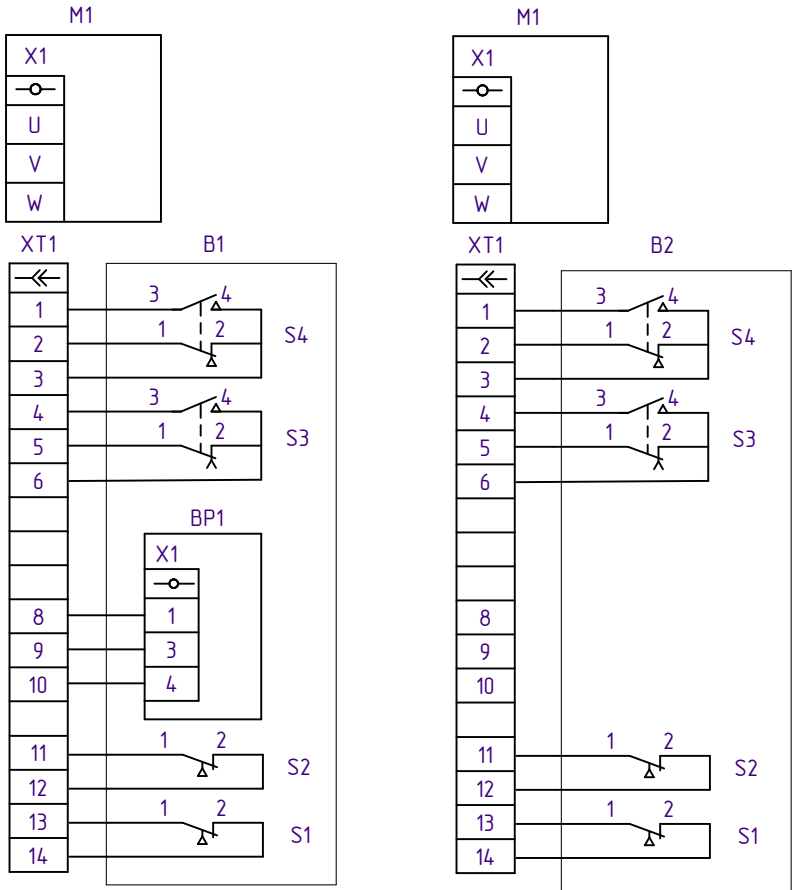 M1 M1
X1 X1
U U
V V
W W
XT1 B1 XT1 B2
1 3 4 1 3 4
2 1 2 S4 2 1 2 S4
3 3
4 3 4 4 3 4
5 1 2 S3 5 1 2 S3
6 6
BP1
X1
8 1 8
9 3 9
10 4 10
11 1 2 S2 11 1 2 S2
12 12
13 1 2 S1 13 1 2 S1
14 14